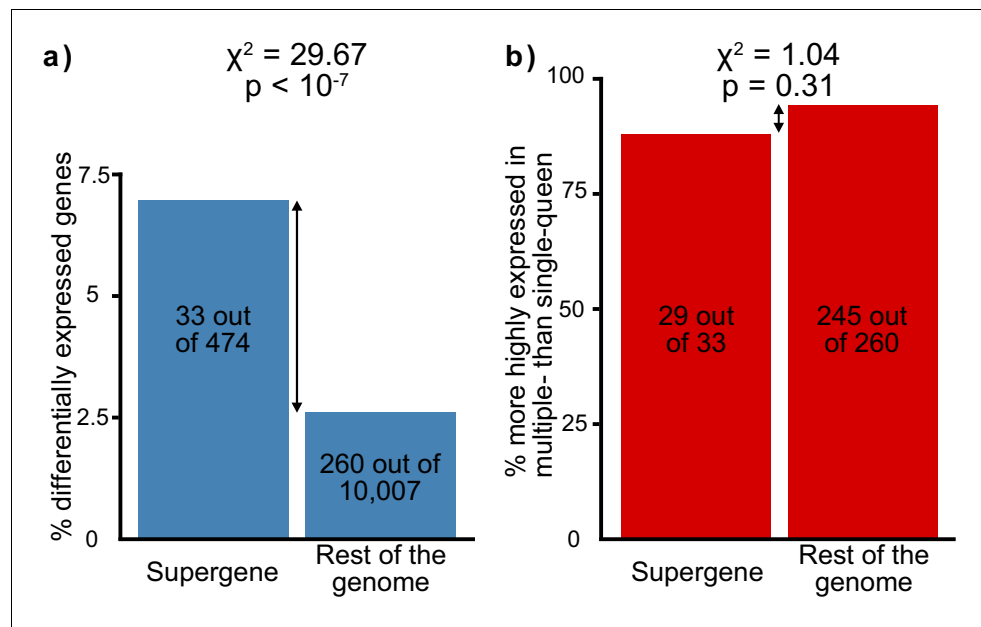 a)
χ² = 29.67
p < 10⁻⁷
% differentially expressed genes
7.5
5
2.5
0
33 out
of 474
260 out of
10,007
Supergene
Rest of the
genome
b)
χ² = 1.04
p = 0.31
% more highly expressed in
multiple- than single-queen
100
75
50
25
0
29 out
of 33
245 out
of 260
Supergene
Rest of the
genome